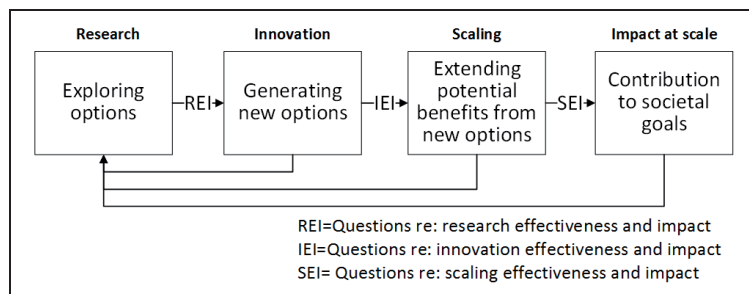 Research
Innovation
Scaling
Impact at scale
Exploring
options
REI
Generating
new options
IEI
Extending
potential
benefits from
new options
SEI
Contribution
to societal
goals
REI=Questions re: research effectiveness and impact
IEI=Questions re: innovation effectiveness and impact
SEI= Questions re: scaling effectiveness and impact